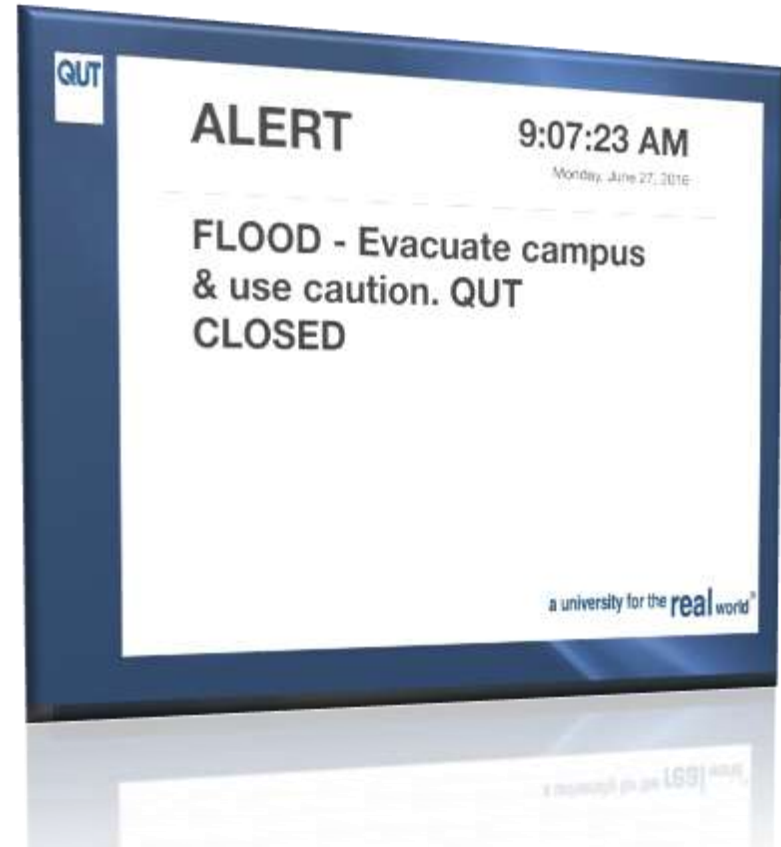 QUT
ALERT
9:07:23 AM
Monday, June 27, 2016
FLOOD - Evacuate campus
& use caution. QUT
CLOSED
a university for the real world®